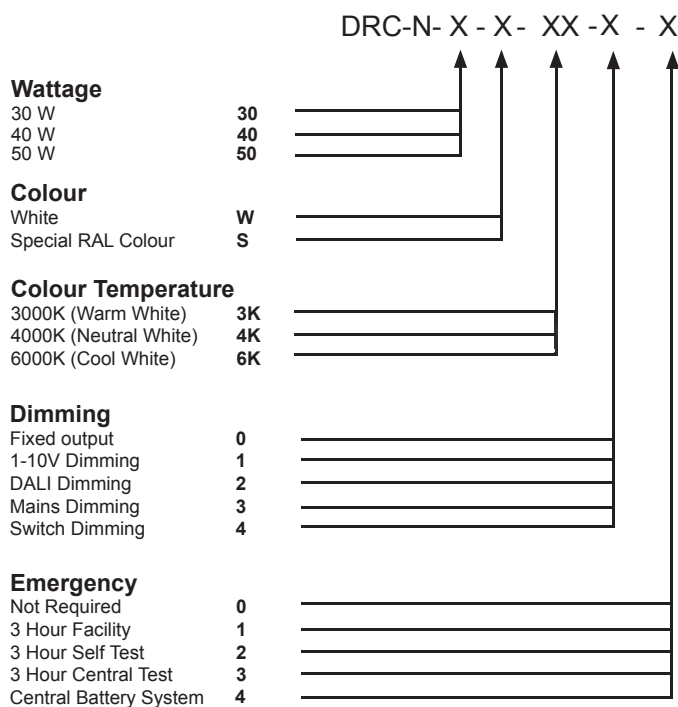 DRC-N- X - X - XX - X - X
Wattage
30 W 30
40 W 40
50 W 50
Colour
White W
Special RAL Colour S
Colour Temperature
3000K (Warm White) 3K
4000K (Neutral White) 4K
6000K (Cool White) 6K
Dimming
Fixed output 0
1-10V Dimming 1
DALI Dimming 2
Mains Dimming 3
Switch Dimming 4
Emergency
Not Required 0
3 Hour Facility 1
3 Hour Self Test 2
3 Hour Central Test 3
Central Battery System 4